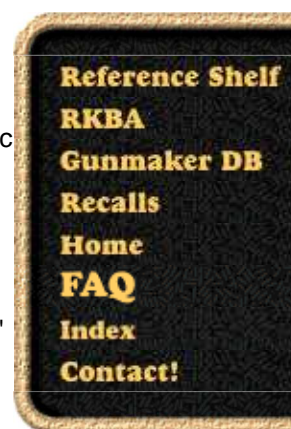 Reference Shelf
RKBA
c
Gunmaker DB
Recalls
Home
FAQ
"
Index
Contact!